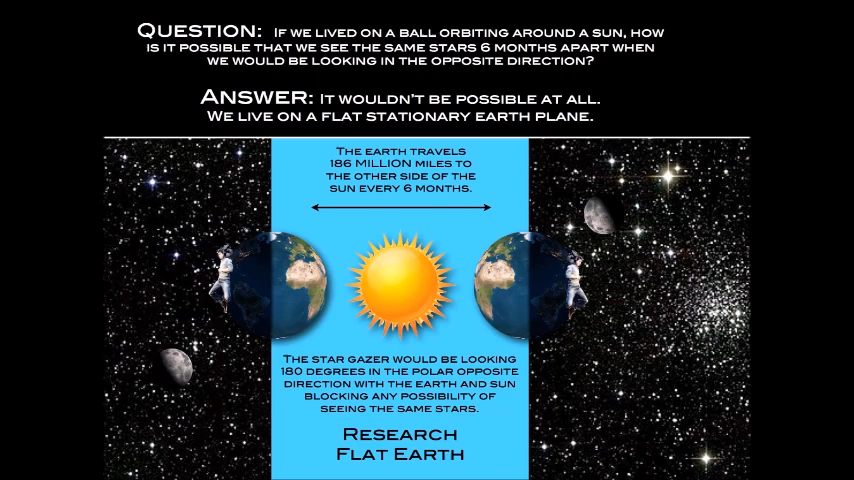 Question: If we lived on a ball orbiting around a sun, how
is it possible that we see the same stars 6 months apart when
we would be looking in the opposite direction?
Answer: It wouldn't be possible at all.
We live on a flat stationary earth plane.
The earth travels
186 million miles to
the other side of the
sun every 6 months.
The star gazer would be looking
180 degrees in the polar opposite
direction with the earth and sun
blocking any possibility of
seeing the same stars.
Research
Flat Earth